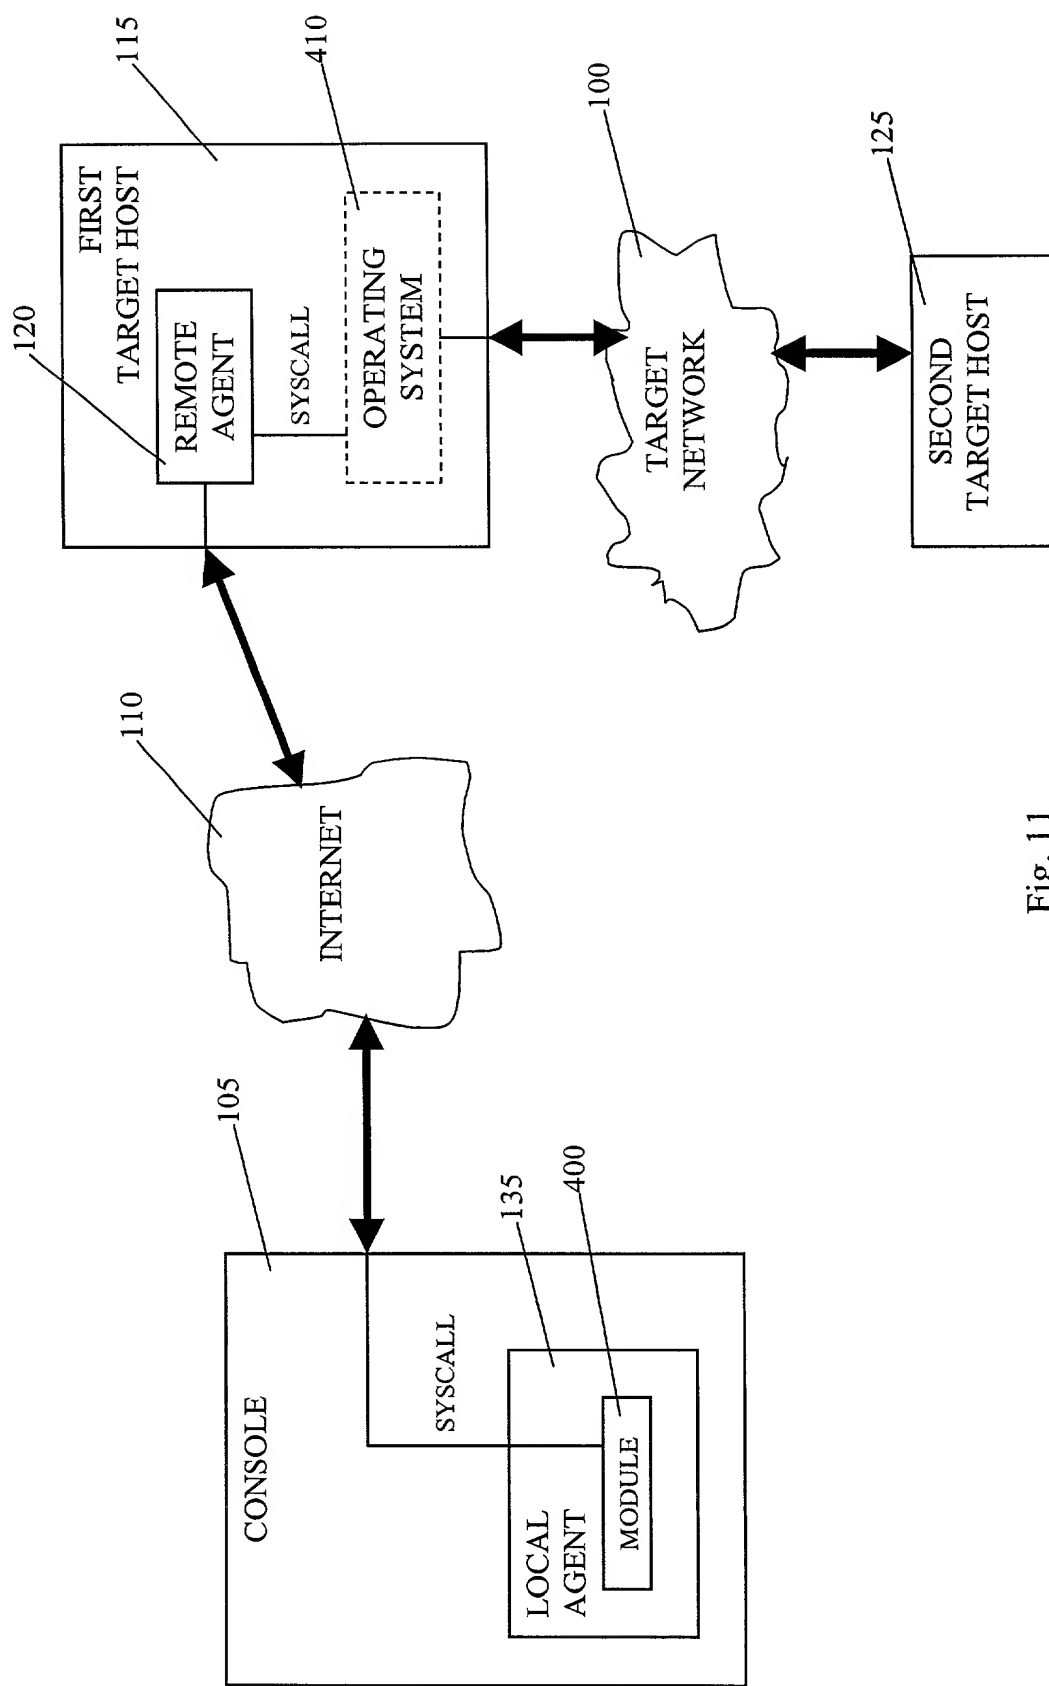 CONSOLE
105
SYSCALL
LOCAL
AGENT
135
MODULE
400
INTERNET
110
FIRST
TARGET HOST
115
REMOTE
AGENT
120
SYSCALL
OPERATING
SYSTEM
410
TARGET
NETWORK
100
SECOND
TARGET HOST
125
Fig. 11